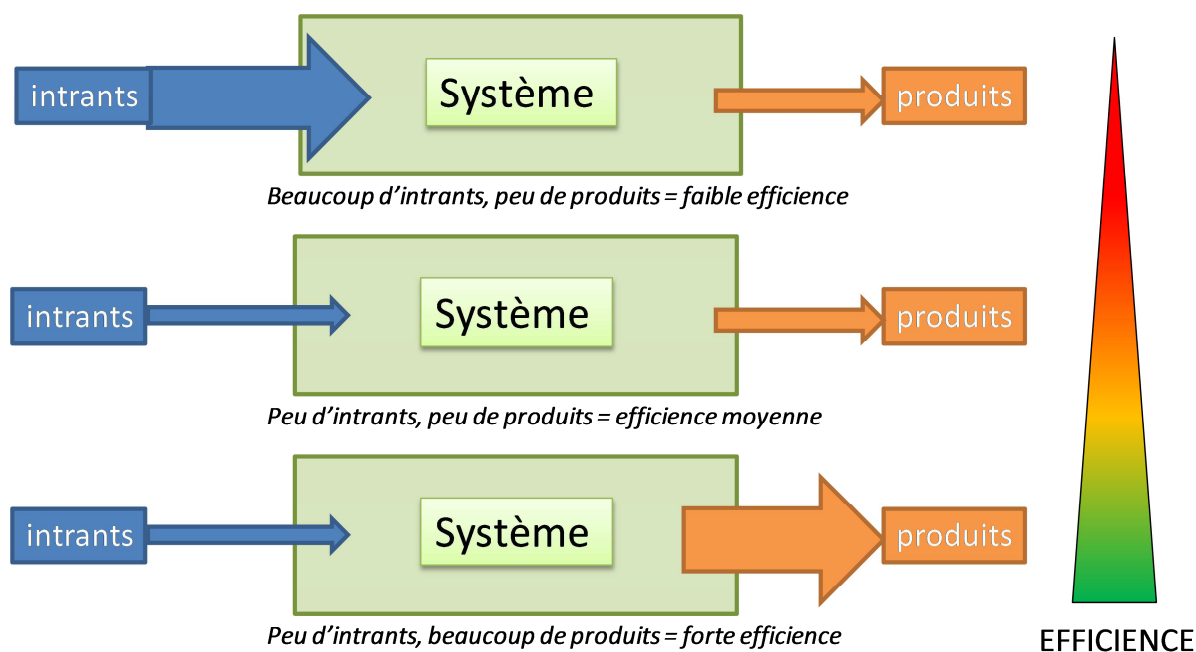 intrants
Système
produits
Beaucoup d'intrants, peu de produits = faible efficience
intrants
Système
produits
Peu d'intrants, peu de produits = efficience moyenne
intrants
Système
produits
Peu d'intrants, beaucoup de produits = forte efficience
EFFICIENCE